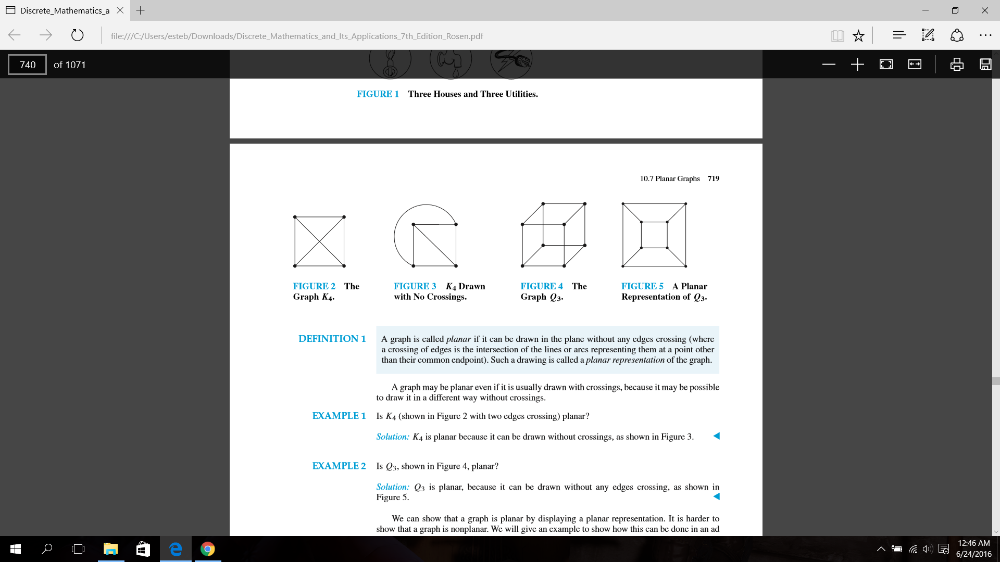 Discrete_Mathematics_a
file:///C:/Users/esteb/Downloads/Discrete_Mathematics_and_Its_Applications_7th_Edition_Rosen.pdf
740 of 1071
FIGURE 1 Three Houses and Three Utilities.
10.7 Planar Graphs 719
FIGURE 2 The
Graph K4.
FIGURE 3 K4 Drawn
with No Crossings.
FIGURE 4 The
Graph Q3.
FIGURE 5 A Planar
Representation of Q3.
DEFINITION 1
A graph is called planar if it can be drawn in the plane without any edges crossing (where
a crossing of edges is the intersection of the lines or arcs representing them at a point other
than their common endpoint). Such a drawing is called a planar representation of the graph.
A graph may be planar even if it is usually drawn with crossings, because it may be possible
to draw it in a different way without crossings.
EXAMPLE 1 Is K4 (shown in Figure 2 with two edges crossing) planar?
Solution: K4 is planar because it can be drawn without crossings, as shown in Figure 3.
EXAMPLE 2 Is Q3, shown in Figure 4, planar?
Solution: Q3 is planar, because it can be drawn without any edges crossing, as shown in
Figure 5.
We can show that a graph is planar by displaying a planar representation. It is harder to
show that a graph is nonplanar. We will give an example to show how this can be done in an ad
12:46 AM
6/24/2016